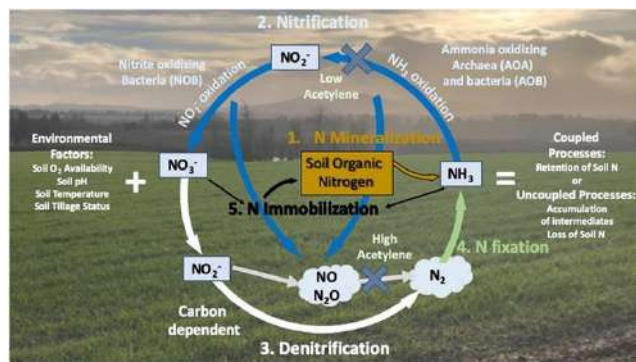 2. Nitrification
Nitrite oxidizing
Bacteria (NOB)
NO₂⁻
Ammonia oxidizing
Archaea (AOA)
and bacteria (AOB)
NO₂⁻ oxidation
NH₃ oxidation
Low
Acetylene
1. N Mineralization
Environmental
Factors:
Soil O₂ Availability
Soil pH
Soil Temperature
Soil Tillage Status
+
NO₃⁻
Soil Organic
Nitrogen
NH₃
=
Coupled
Processes:
Retention of Soil N
or
Uncoupled Processes:
Accumulation
of intermediates
Loss of Soil N
5. N Immobilization
High
Acetylene
4. N fixation
NO₂⁻
NO
N₂O
N₂
Carbon
dependent
3. Denitrification